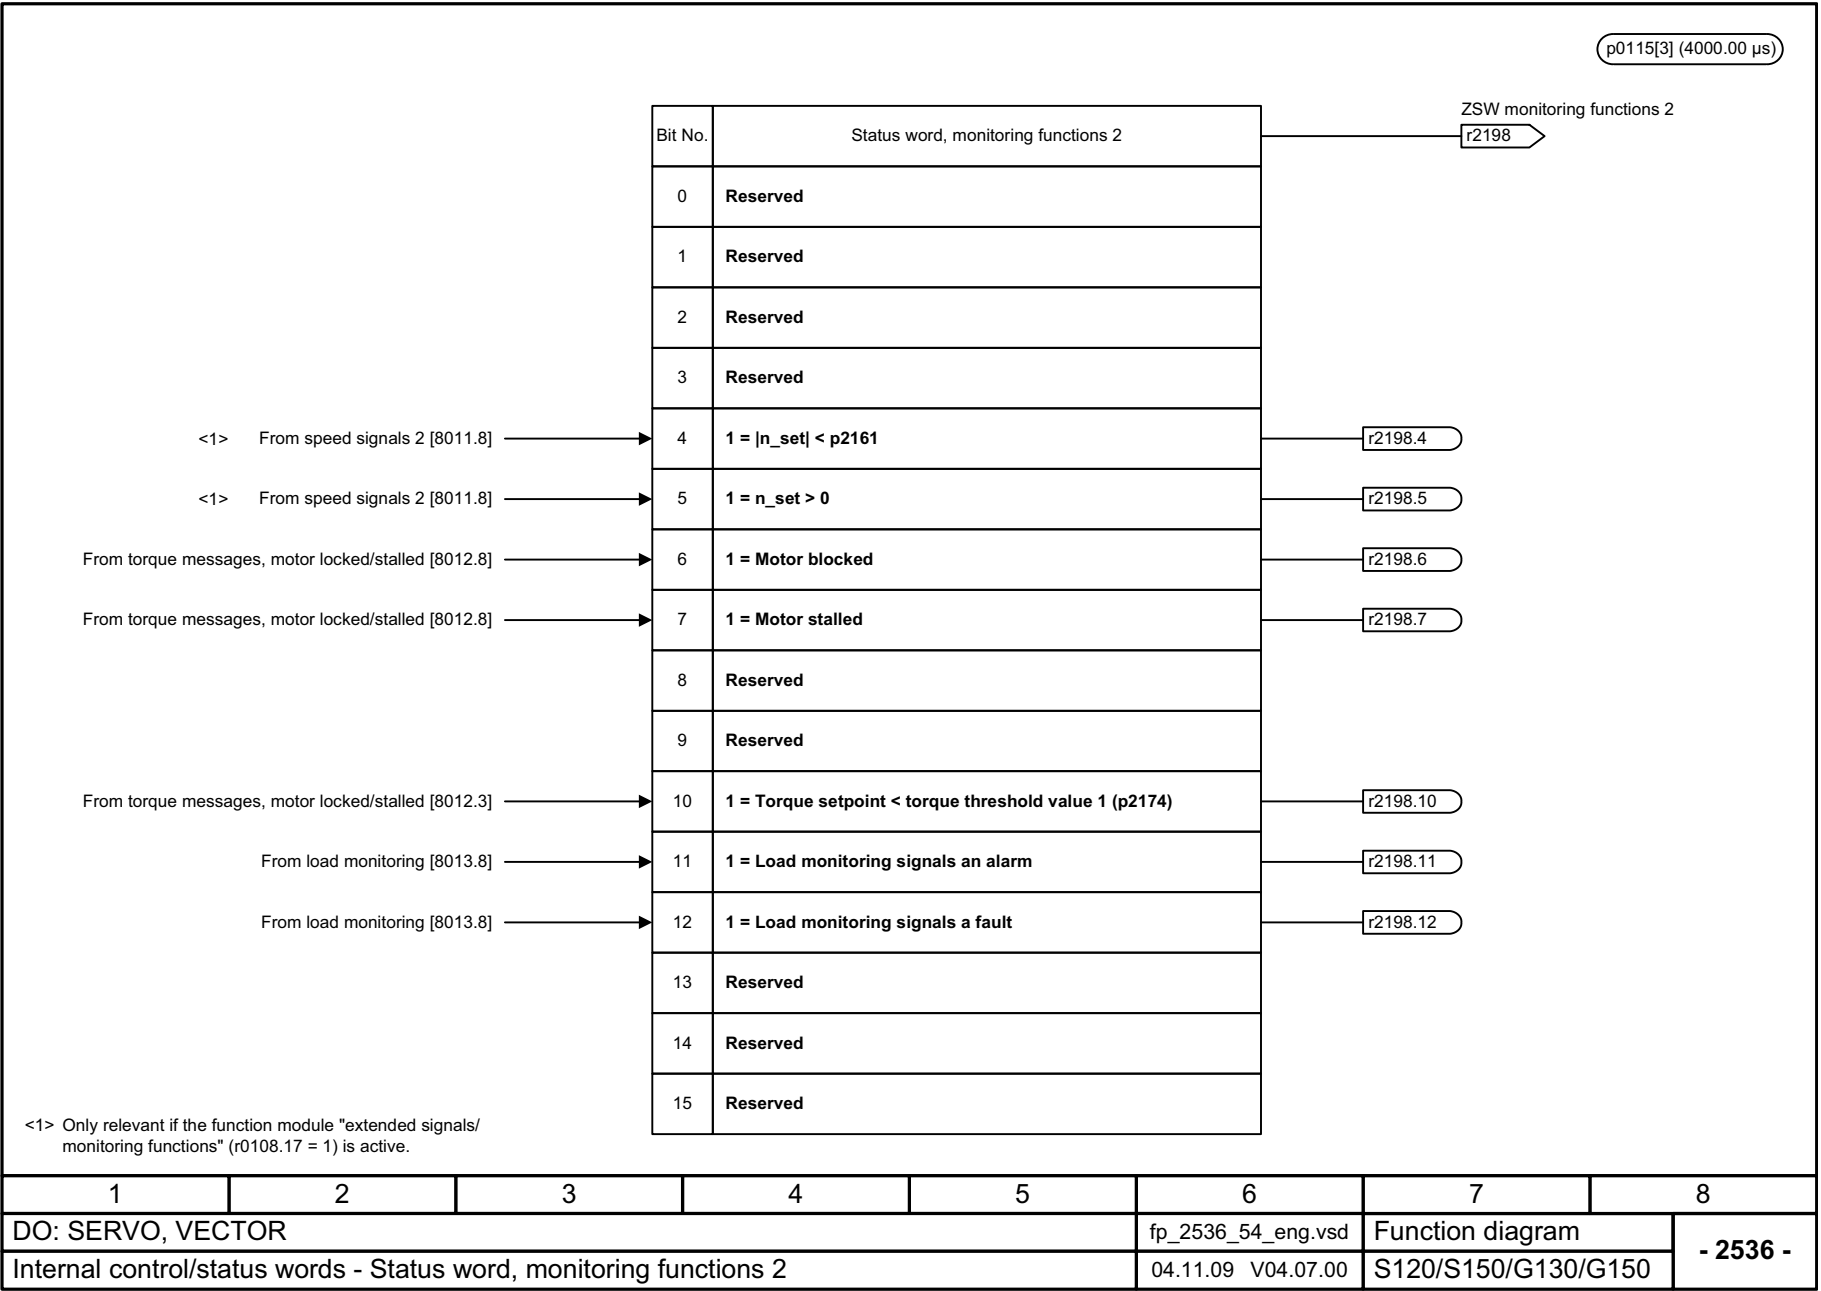 p0115[3] (4000.00 µs)
ZSW monitoring functions 2
Bit No. Status word, monitoring functions 2 r2198
0 Reserved
1 Reserved
2 Reserved
3 Reserved
<1> From speed signals 2 [8011.8] 4 1 = |n_set| < p2161 r2198.4
<1> From speed signals 2 [8011.8] 5 1 = n_set > 0 r2198.5
From torque messages, motor locked/stalled [8012.8] 6 1 = Motor blocked r2198.6
From torque messages, motor locked/stalled [8012.8] 7 1 = Motor stalled r2198.7
8 Reserved
9 Reserved
From torque messages, motor locked/stalled [8012.3] 10 1 = Torque setpoint < torque threshold value 1 (p2174) r2198.10
From load monitoring [8013.8] 11 1 = Load monitoring signals an alarm r2198.11
From load monitoring [8013.8] 12 1 = Load monitoring signals a fault r2198.12
13 Reserved
14 Reserved
15 Reserved
<1> Only relevant if the function module "extended signals/
monitoring functions" (r0108.17 = 1) is active.
1 2 3 4 5 6 7 8
DO: SERVO, VECTOR fp_2536_54_eng.vsd Function diagram
- 2536 -
Internal control/status words - Status word, monitoring functions 2 04.11.09 V04.07.00 S120/S150/G130/G150